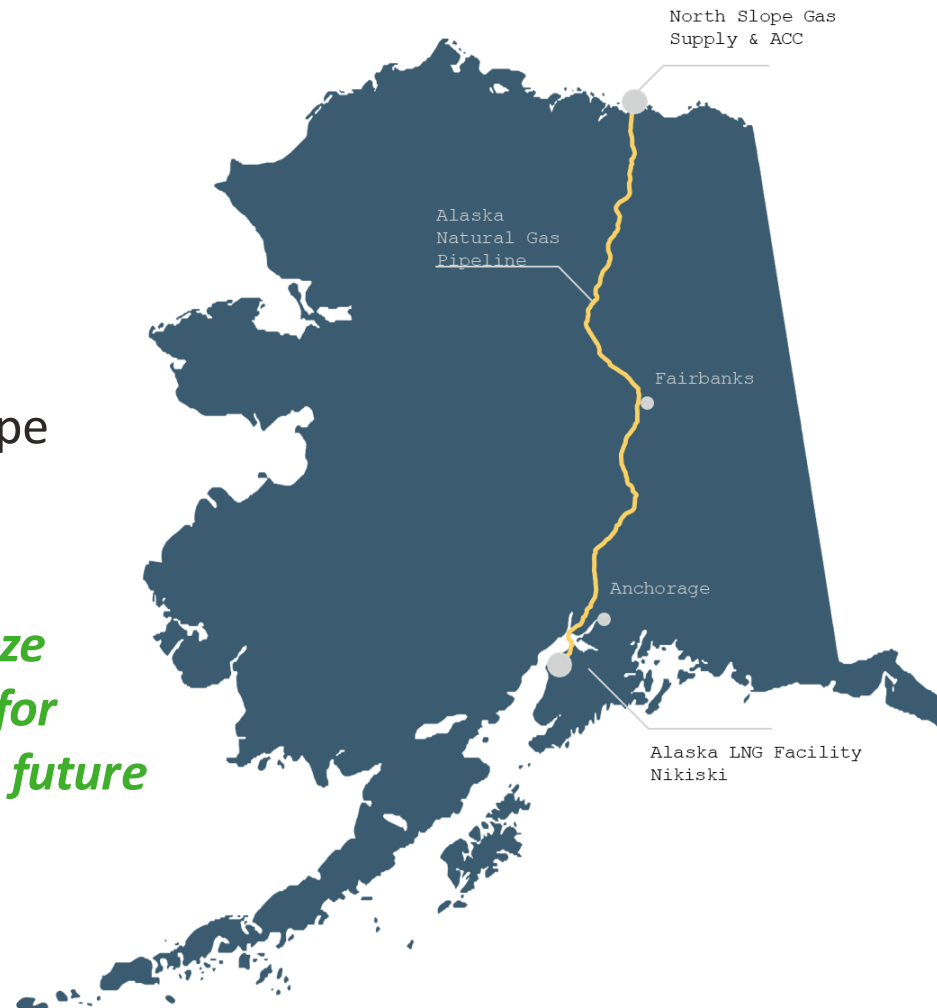 North Slope Gas
Supply & ACC
Alaska
Natural Gas
Pipeline
Fairbanks
pe
Anchorage
ze
for
future
Alaska LNG Facility
Nikiski